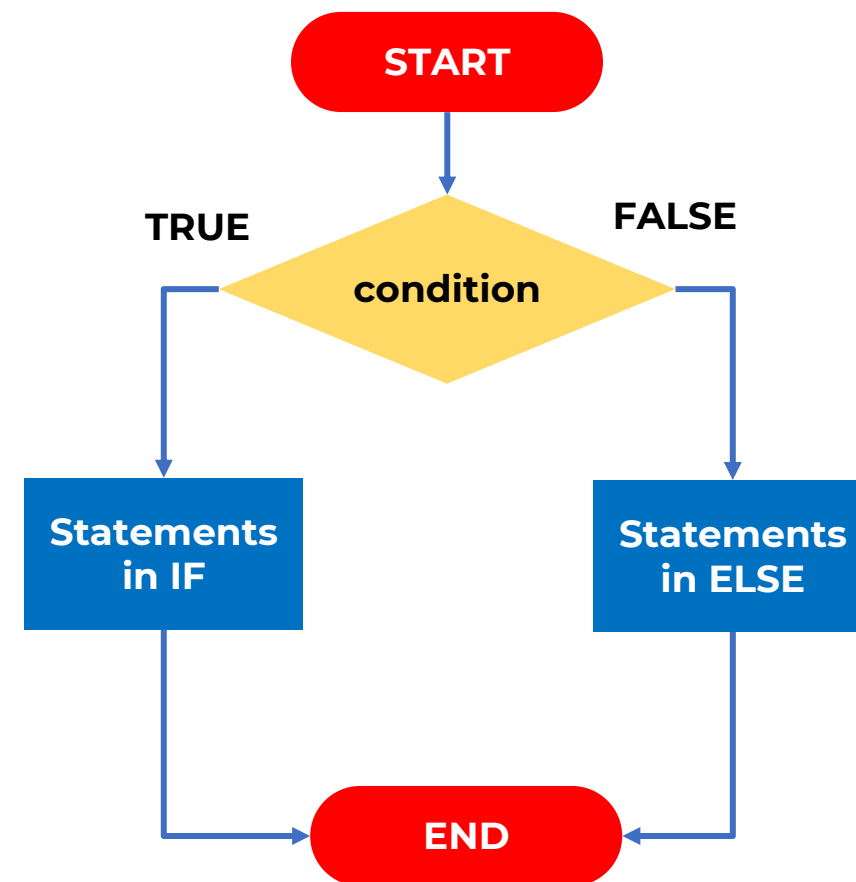 START
TRUE
FALSE
condition
Statements
in IF
Statements
in ELSE
END